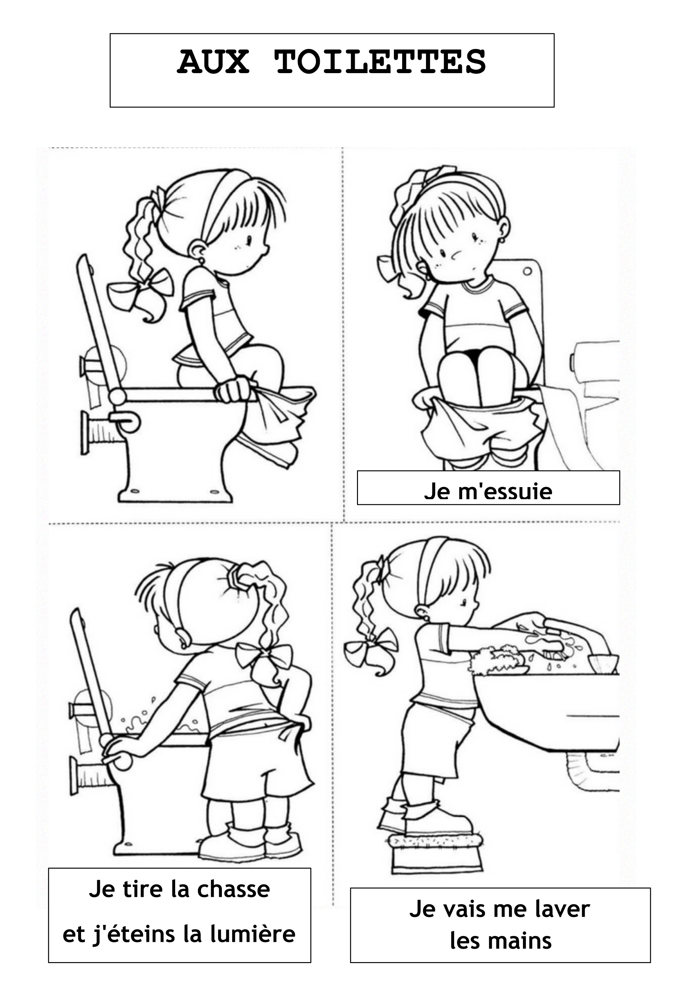 AUX TOILETTES
Je m'essuie
Je tire la chasse
et j'éteins la lumière
Je vais me laver
les mains